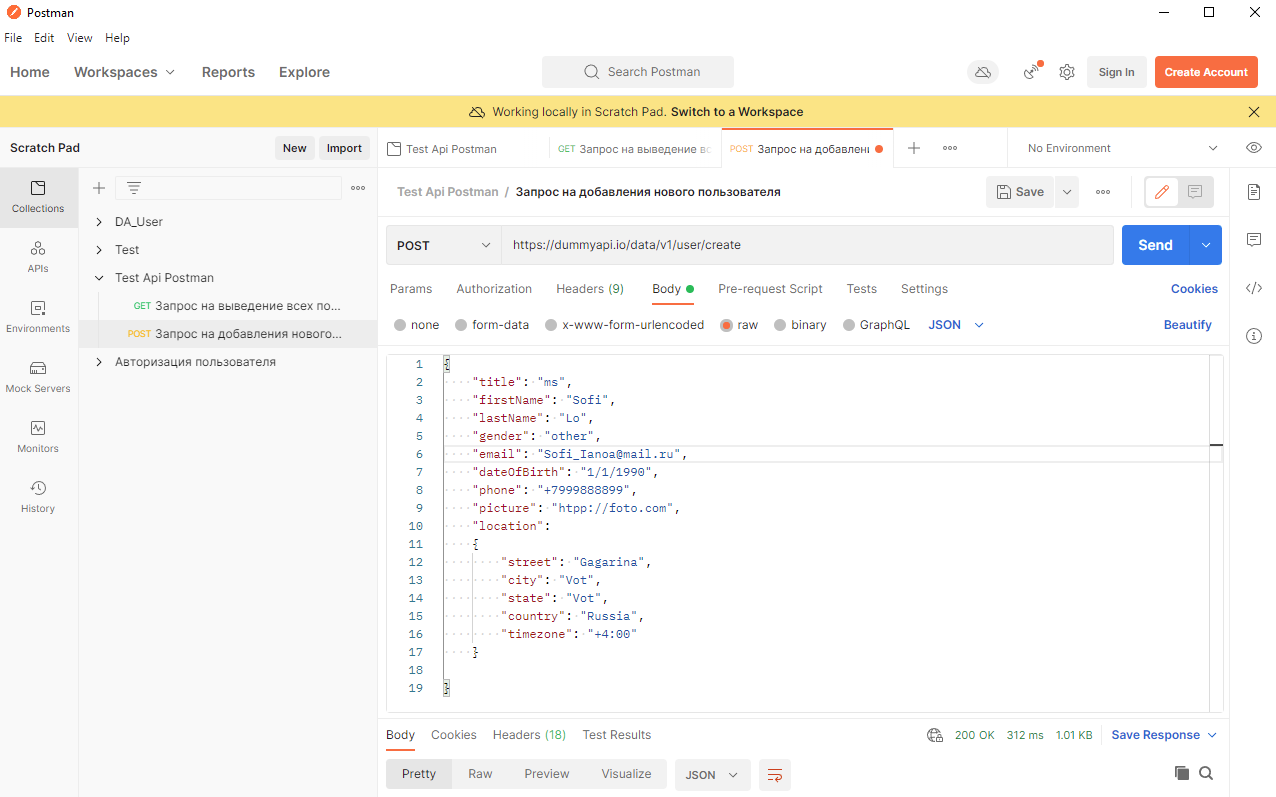 Postman
File Edit View Help
Home Workspaces Reports Explore Search Postman Sign In Create Account
Working locally in Scratch Pad. Switch to a Workspace
Scratch Pad New Import
Test Api Postman GET Запрос на выведение вс POST Запрос на добавлени No Environment
Collections
APIs
Environments
Mock Servers
Monitors
History
DA_User
Test
Test Api Postman
GET Запрос на выведение всех по...
POST Запрос на добавления нового...
Авторизация пользователя
Test Api Postman / Запрос на добавления нового пользователя Save
POST https://dummyapi.io/data/v1/user/create Send
Params Authorization Headers (9) Body Pre-request Script Tests Settings Cookies
none form-data x-www-form-urlencoded raw binary GraphQL JSON Beautify
1 {
2 "title": "ms",
3 "firstName": "Sofi",
4 "lastName": "Lo",
5 "gender": "other",
6 "email": "Sofi_Ianoa@mail.ru",
7 "dateOfBirth": "1/1/1990",
8 "phone": "+7999888899",
9 "picture": "htpp://foto.com",
10 "location":
11 {
12 "street": "Gagarina",
13 "city": "Vot",
14 "state": "Vot",
15 "country": "Russia",
16 "timezone": "+4:00"
17 }
18
19 }
Body Cookies Headers (18) Test Results 200 OK 312 ms 1.01 KB Save Response
Pretty Raw Preview Visualize JSON